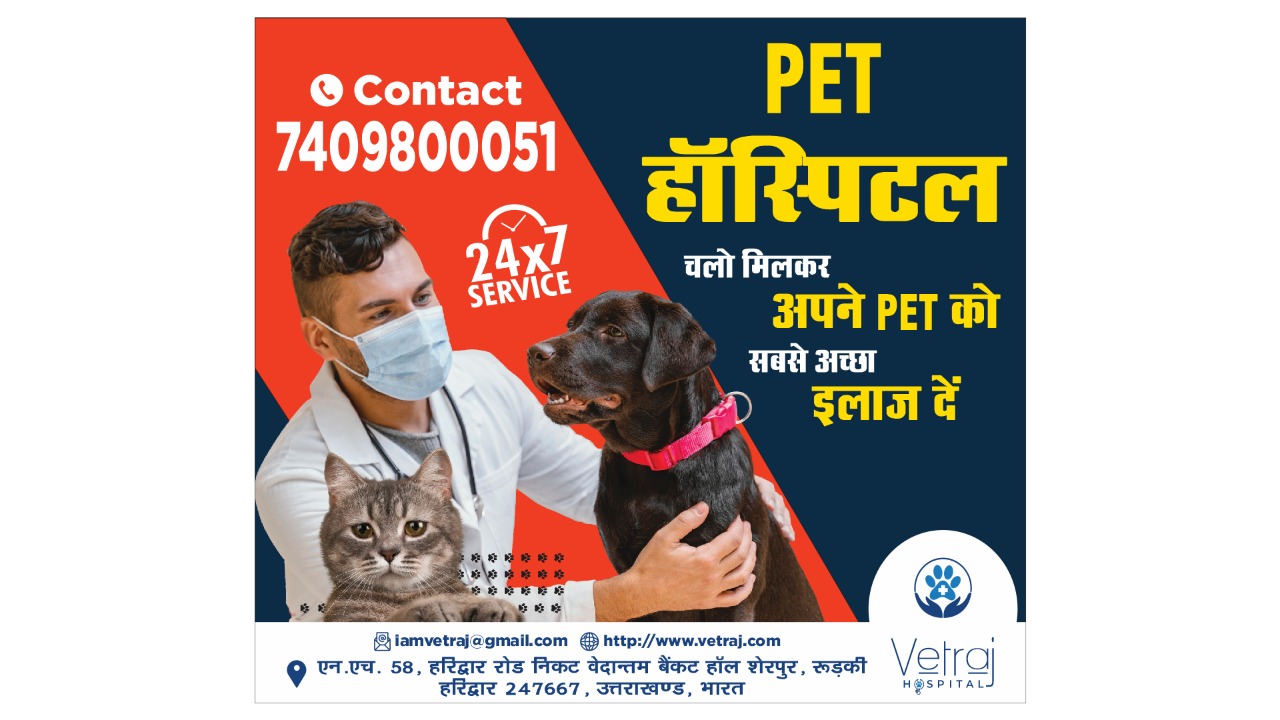 Contact
7409800051
24x7
SERVICE
PET
हॉस्पिटल
चलो मिलकर
अपने PET को
सबसे अच्छा
इलाज दें
iamvetraj@gmail.com http://www.vetraj.com
एन.एच. 58, हरिद्वार रोड निकट वेदान्तम बैंकट हॉल शेरपुर, रूड़की
हरिद्वार 247667, उत्तराखण्ड, भारत
Vetraj
HOSPITAL